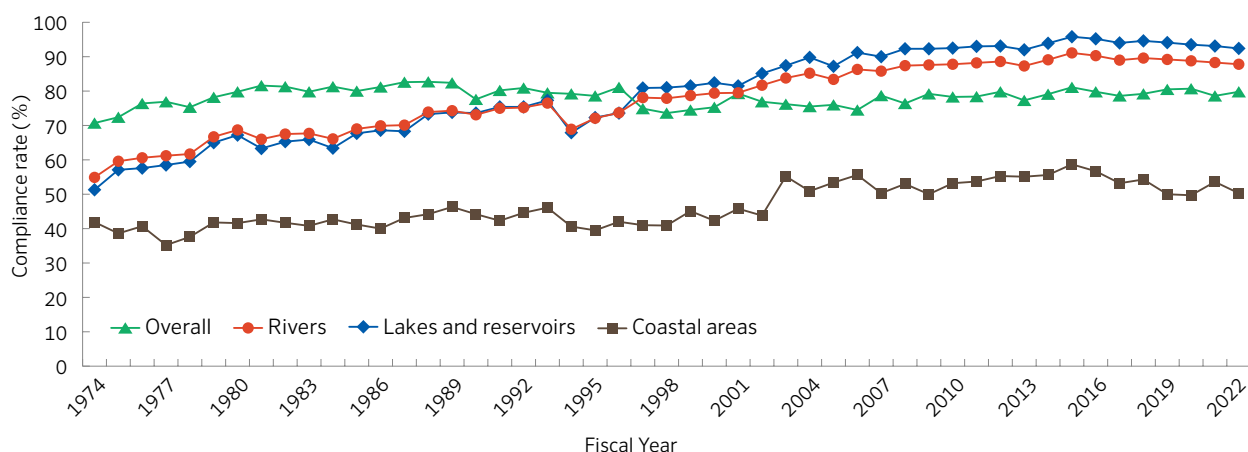 Compliance rate (%)
100
90
80
70
60
50
40
30
20
10
0
Overall Rivers Lakes and reservoirs Coastal areas
1974 1977 1980 1983 1986 1989 1992 1995 1998 2001 2004 2007 2010 2013 2016 2019 2022
Fiscal Year